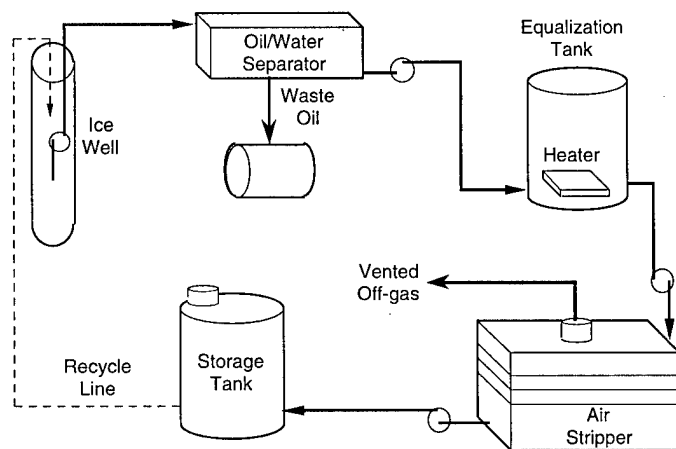 Oil/Water
Separator
Equalization
Tank
Waste
Oil
Ice
Well
Heater
Vented
Off-gas
Storage
Tank
Recycle
Line
Air
Stripper